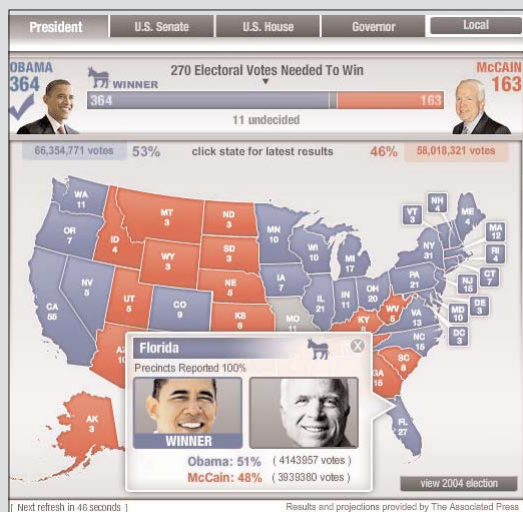 President U.S. Senate U.S. House Governor Local
OBAMA 364
WINNER
270 Electoral Votes Needed To Win
McCAIN 163
364 163
11 undecided
66,354,771 votes 53% click state for latest results 46% 58,018,321 votes
WA 11
OR 7
CA 55
NV 5
ID 4
MT 3
WY 3
UT 5
CO 9
ND 3
SD 3
NE
KS 6
MN 10
IA 7
MO 11
WI 10
IL 21
MI 17
IN 11
OH 20
KY
WV 5
VA 13
NC 15
SC 8
GA 15
FL 27
PA 21
NY 31
VT 3
NH 4
ME 4
MA 12
RI 4
CT 7
NJ 15
DE 3
MD 10
DC 3
AK 3
Florida X
Precincts Reported 100%
WINNER
Obama: 51% ( 4143957 votes )
McCain: 48% ( 3939380 votes )
view 2004 election
[ Next refresh in 46 seconds ] Results and projections provided by The Associated Press